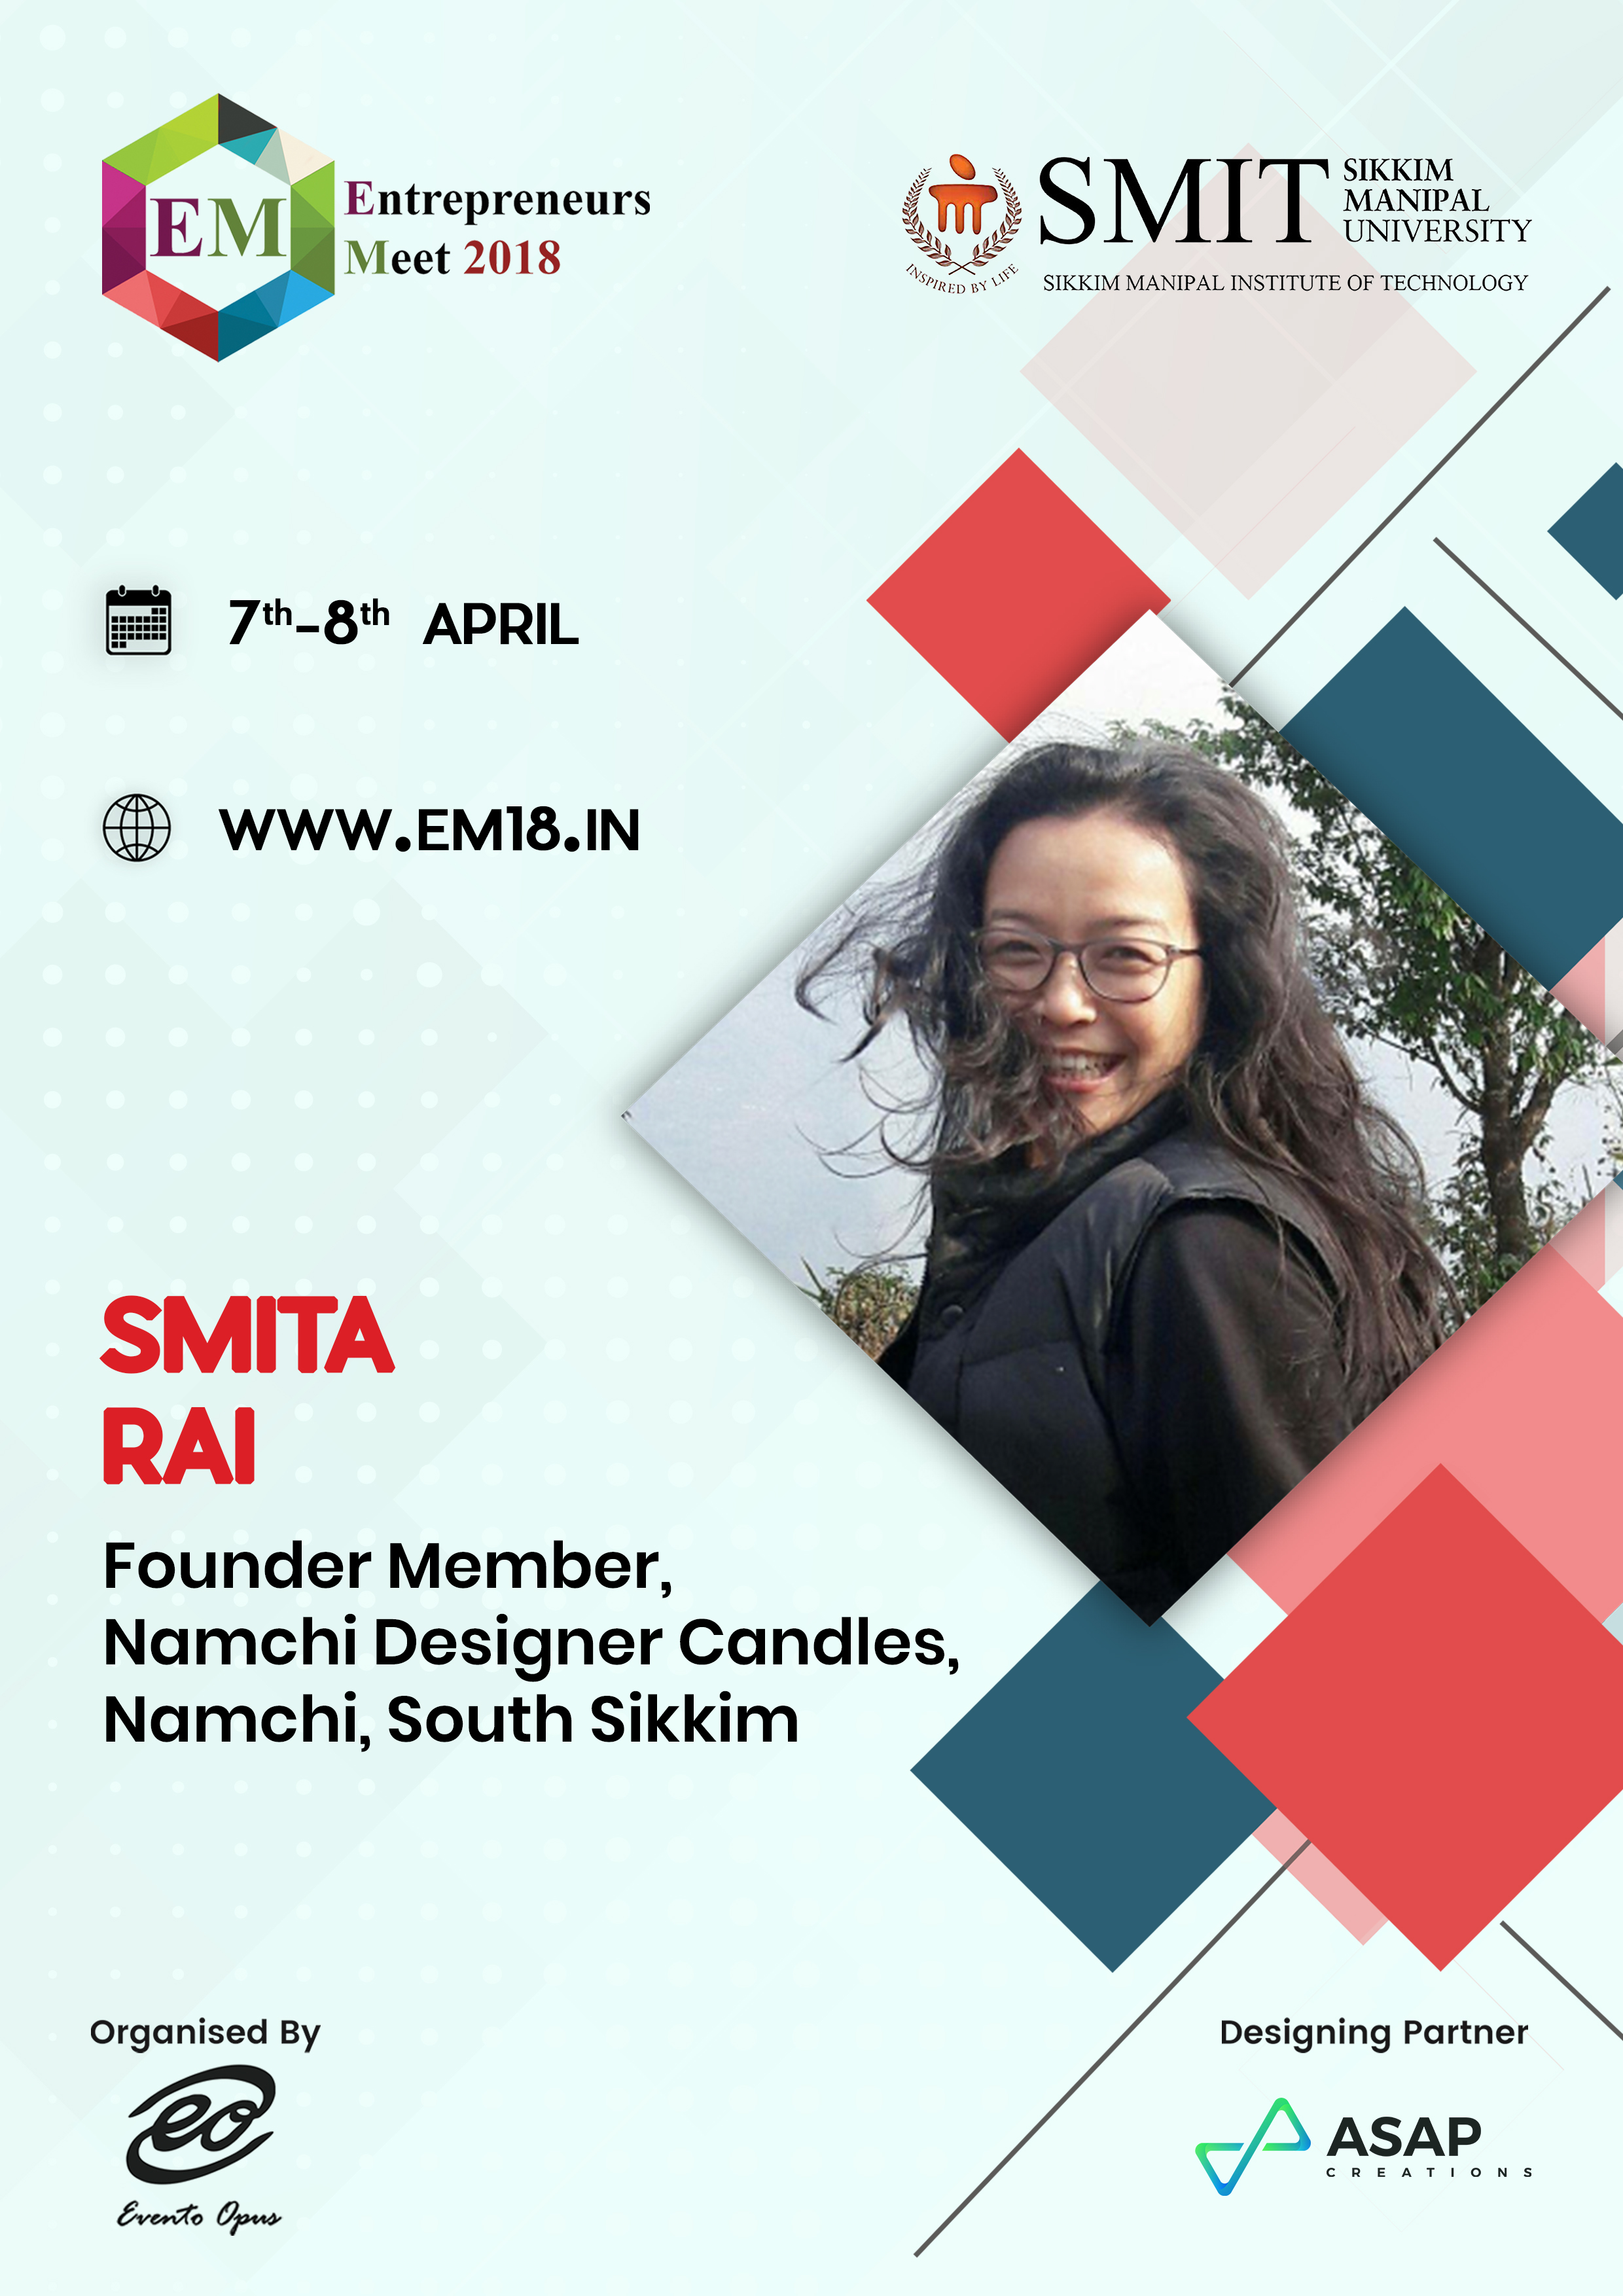 EM
Entrepreneurs
Meet 2018
INSPIRED BY LIFE
SMIT
SIKKIM
MANIPAL
UNIVERSITY
SIKKIM MANIPAL INSTITUTE OF TECHNOLOGY
7th-8th APRIL
WWW.EM18.IN
SMITA
RAI
Founder Member,
Namchi Designer Candles,
Namchi, South Sikkim
Organised By
eo
Evento Opus
Designing Partner
ASAP
CREATIONS